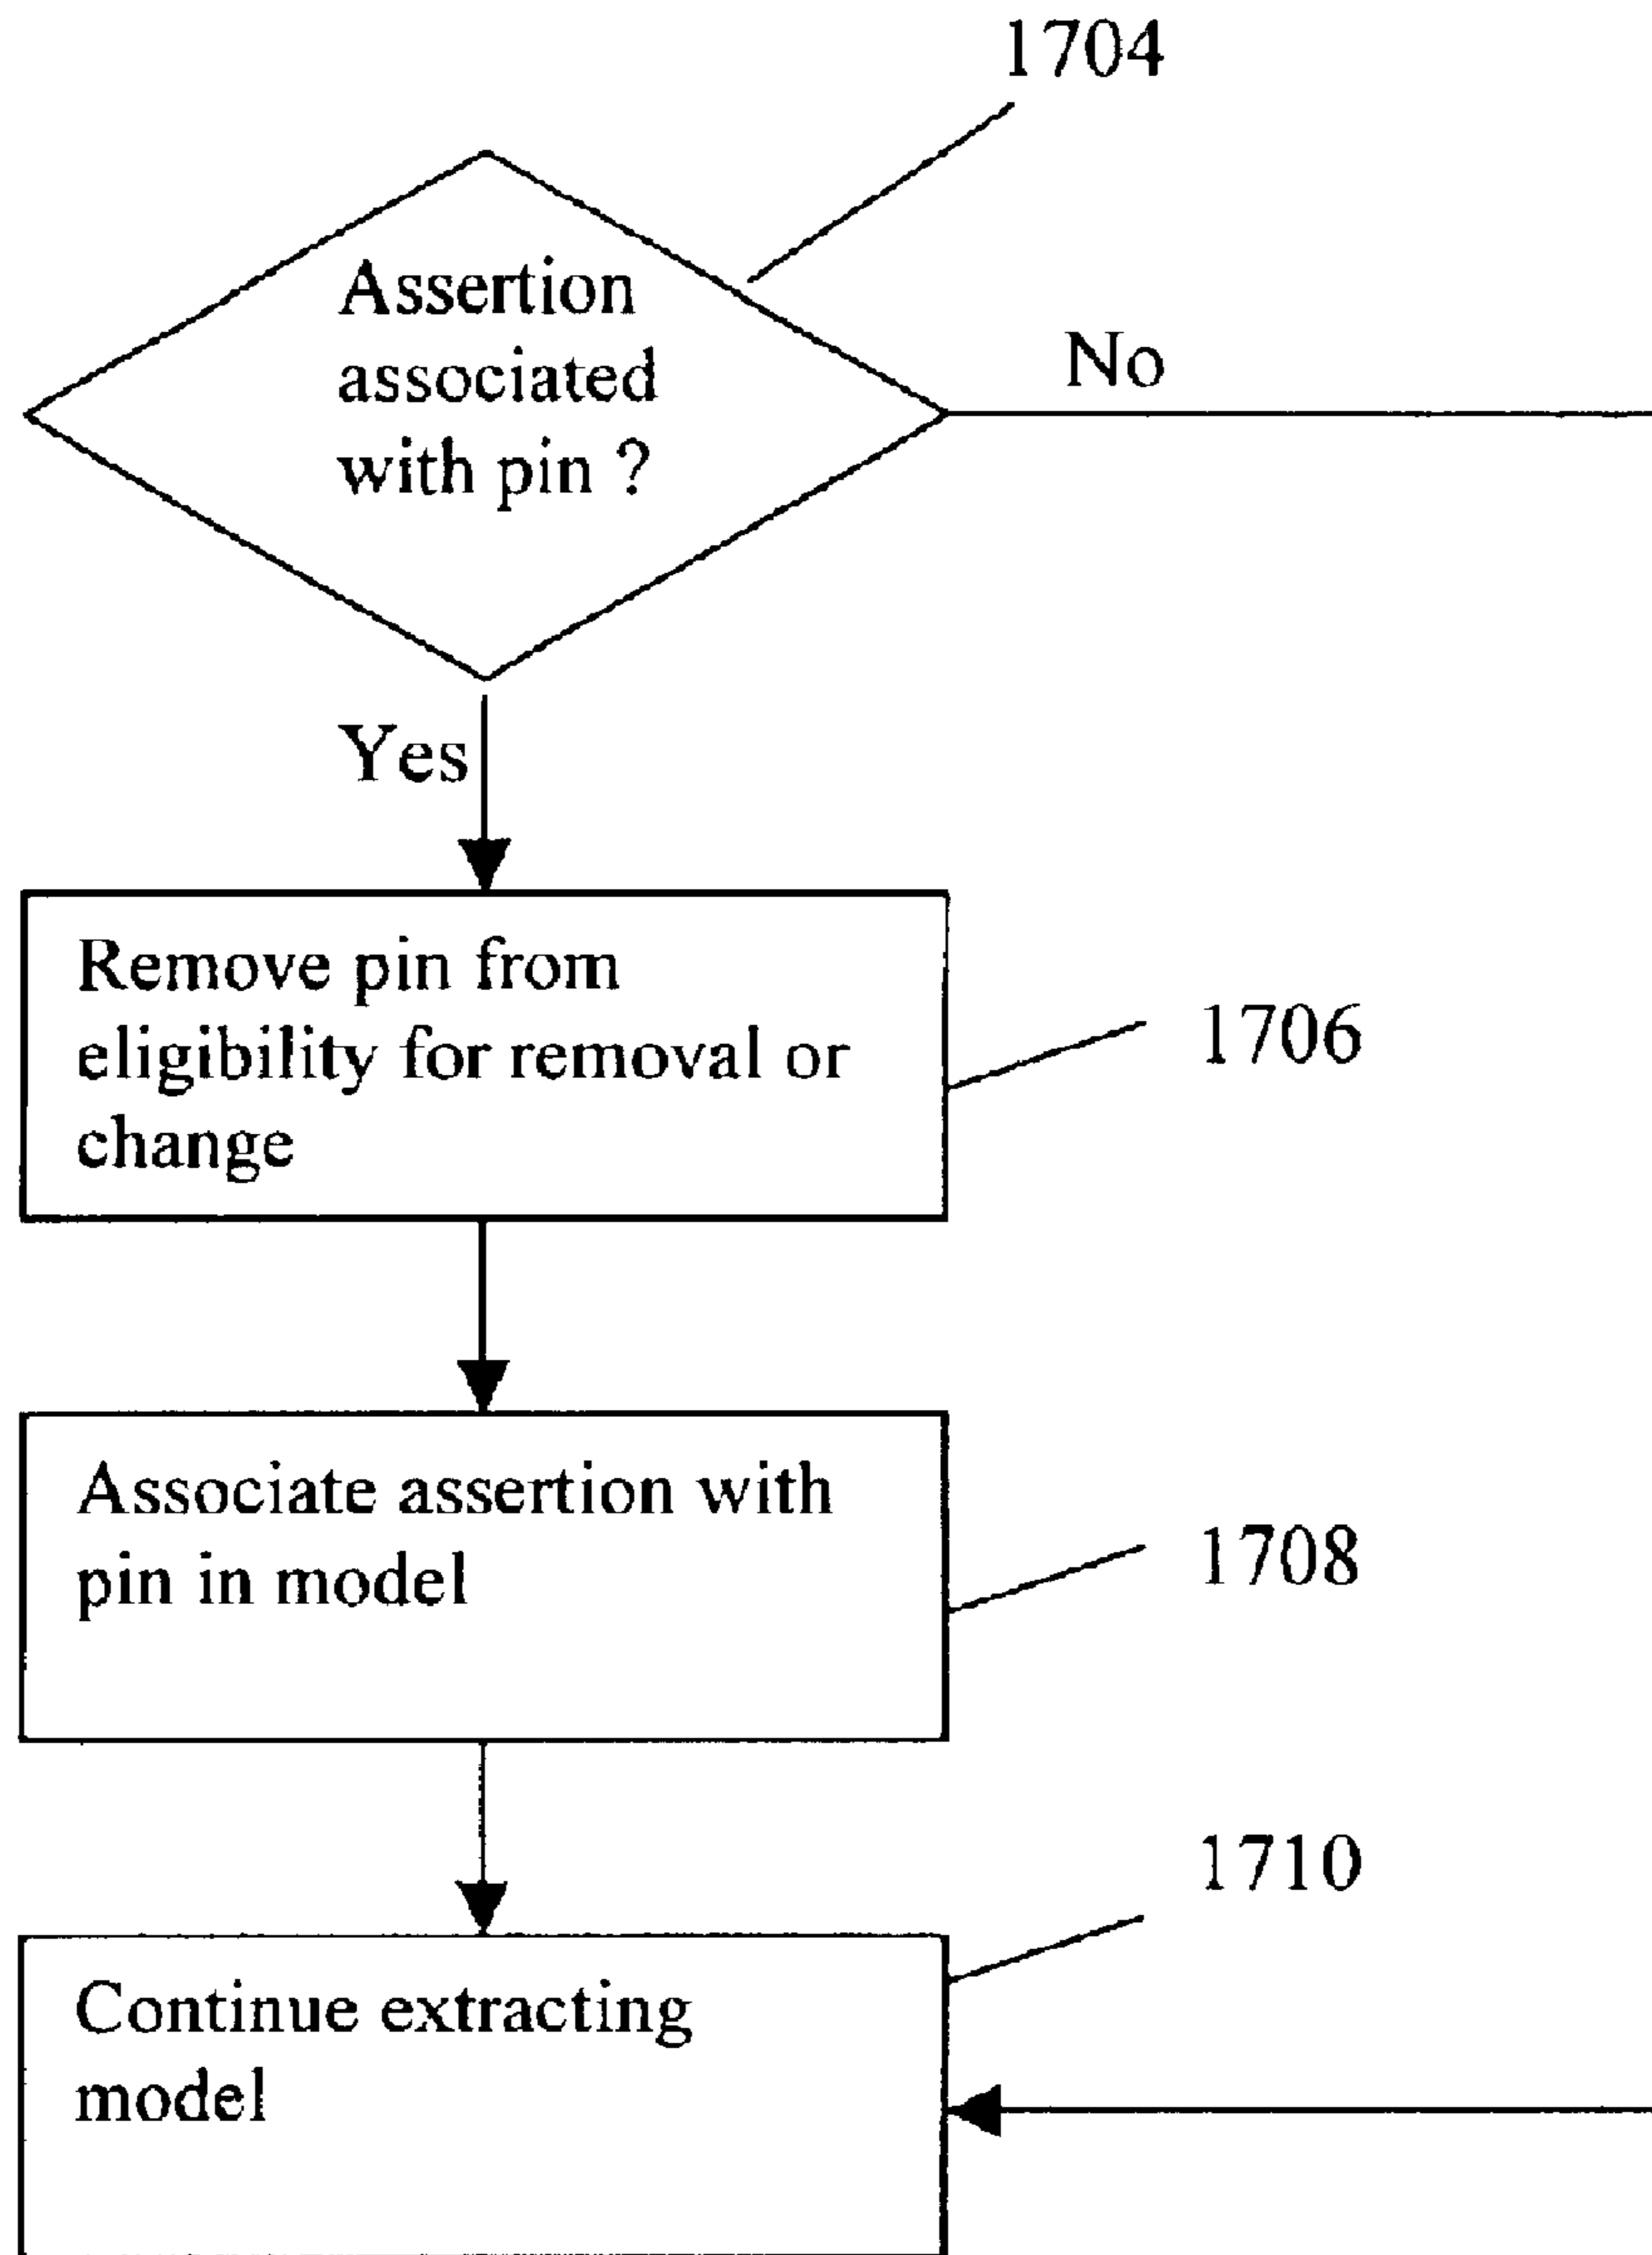 1704
Assertion
associated
with pin ?
No
Yes
Remove pin from
eligibility for removal or
change
1706
Associate assertion with
pin in model
1708
1710
Continue extracting
model